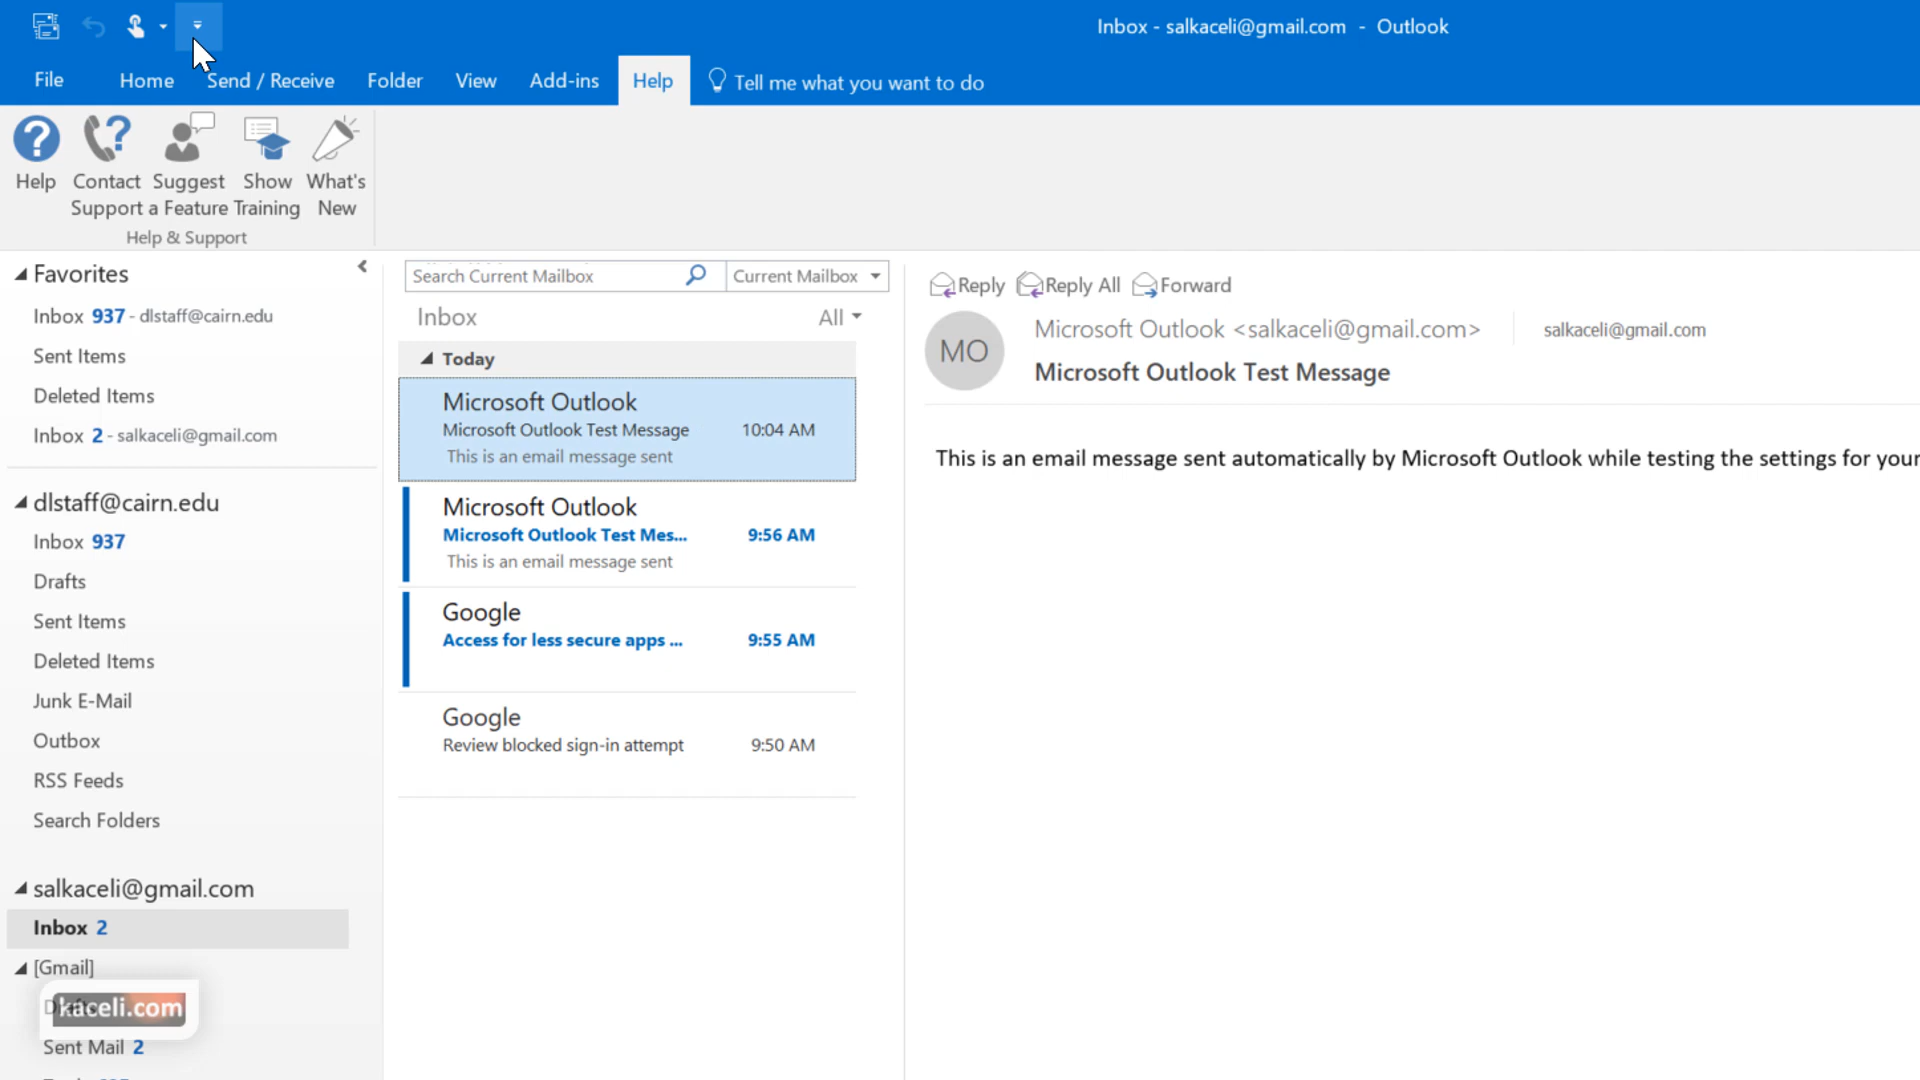 Inbox - salkaceli@gmail.com - Outlook
File Home Send / Receive Folder View Add-ins Help Tell me what you want to do
Help Contact Support Suggest a Feature Show Training What's New
Help & Support
Favorites
Inbox 937 - dlstaff@cairn.edu
Sent Items
Deleted Items
Inbox 2 - salkaceli@gmail.com
dlstaff@cairn.edu
Inbox 937
Drafts
Sent Items
Deleted Items
Junk E-Mail
Outbox
RSS Feeds
Search Folders
salkaceli@gmail.com
Inbox 2
[Gmail]
kaceli.com
Sent Mail 2
Search Current Mailbox Current Mailbox
Inbox All
Today
Microsoft Outlook
Microsoft Outlook Test Message 10:04 AM
This is an email message sent
Microsoft Outlook
Microsoft Outlook Test Mes... 9:56 AM
This is an email message sent
Google
Access for less secure apps ... 9:55 AM
Google
Review blocked sign-in attempt 9:50 AM
Reply Reply All Forward
MO
Microsoft Outlook <salkaceli@gmail.com> salkaceli@gmail.com
Microsoft Outlook Test Message
This is an email message sent automatically by Microsoft Outlook while testing the settings for your